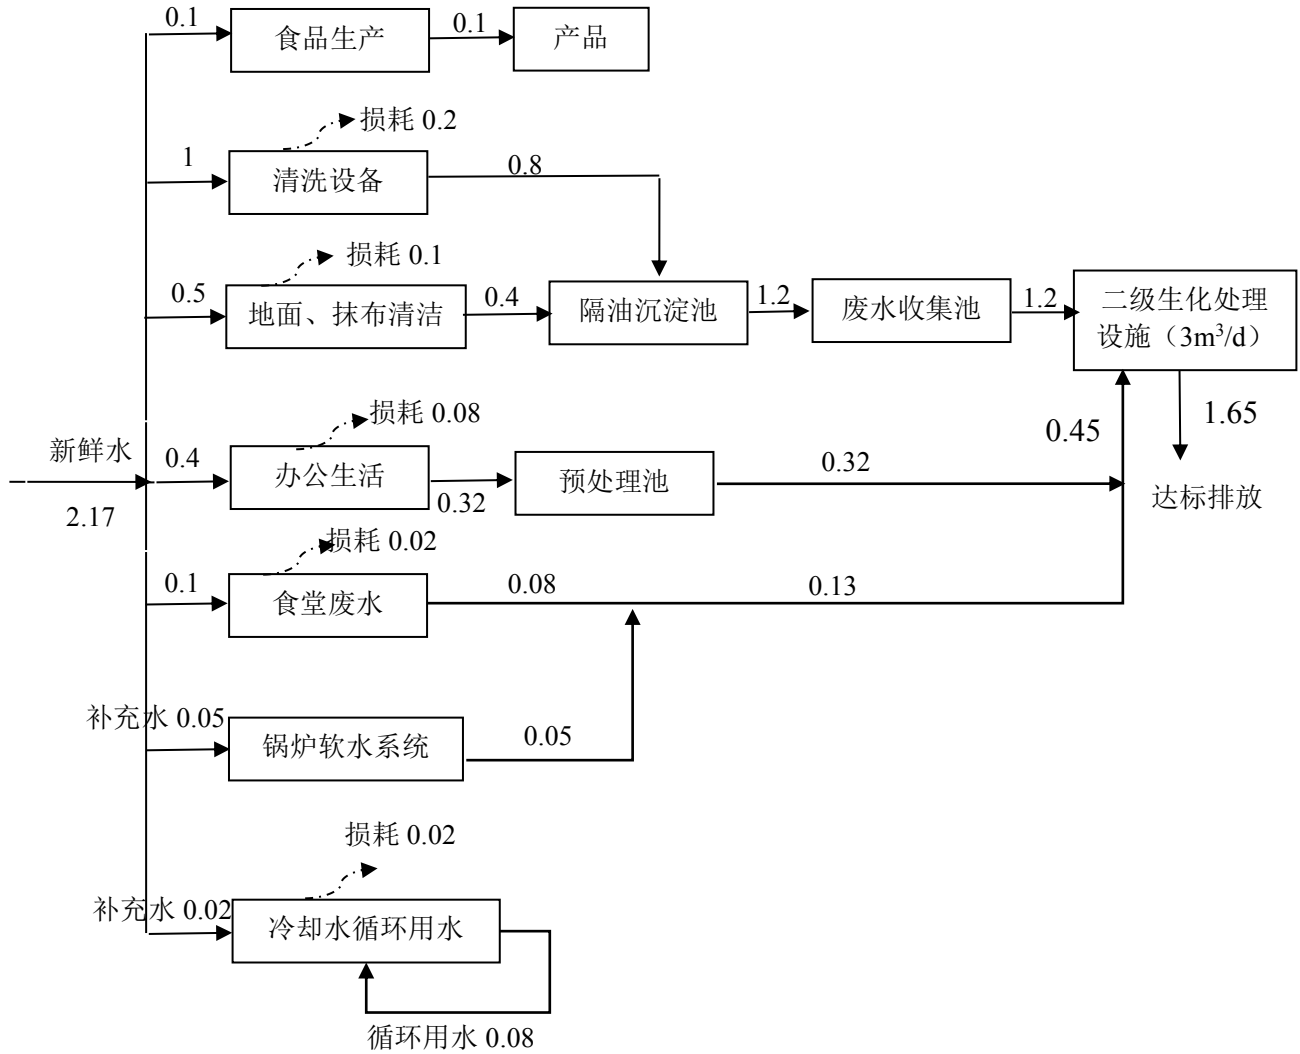 0.1
食品生产
0.1
产品
损耗 0.2
1
清洗设备
0.8
损耗 0.1
0.5
地面、抹布清洁
0.4
隔油沉淀池
1.2
废水收集池
1.2
二级生化处理
设施（3m³/d）
损耗 0.08
0.45
1.65
新鲜水
2.17
0.4
办公生活
0.32
预处理池
0.32
达标排放
损耗 0.02
0.1
食堂废水
0.08
0.13
补充水 0.05
锅炉软水系统
0.05
损耗 0.02
补充水 0.02
冷却水循环用水
循环用水 0.08